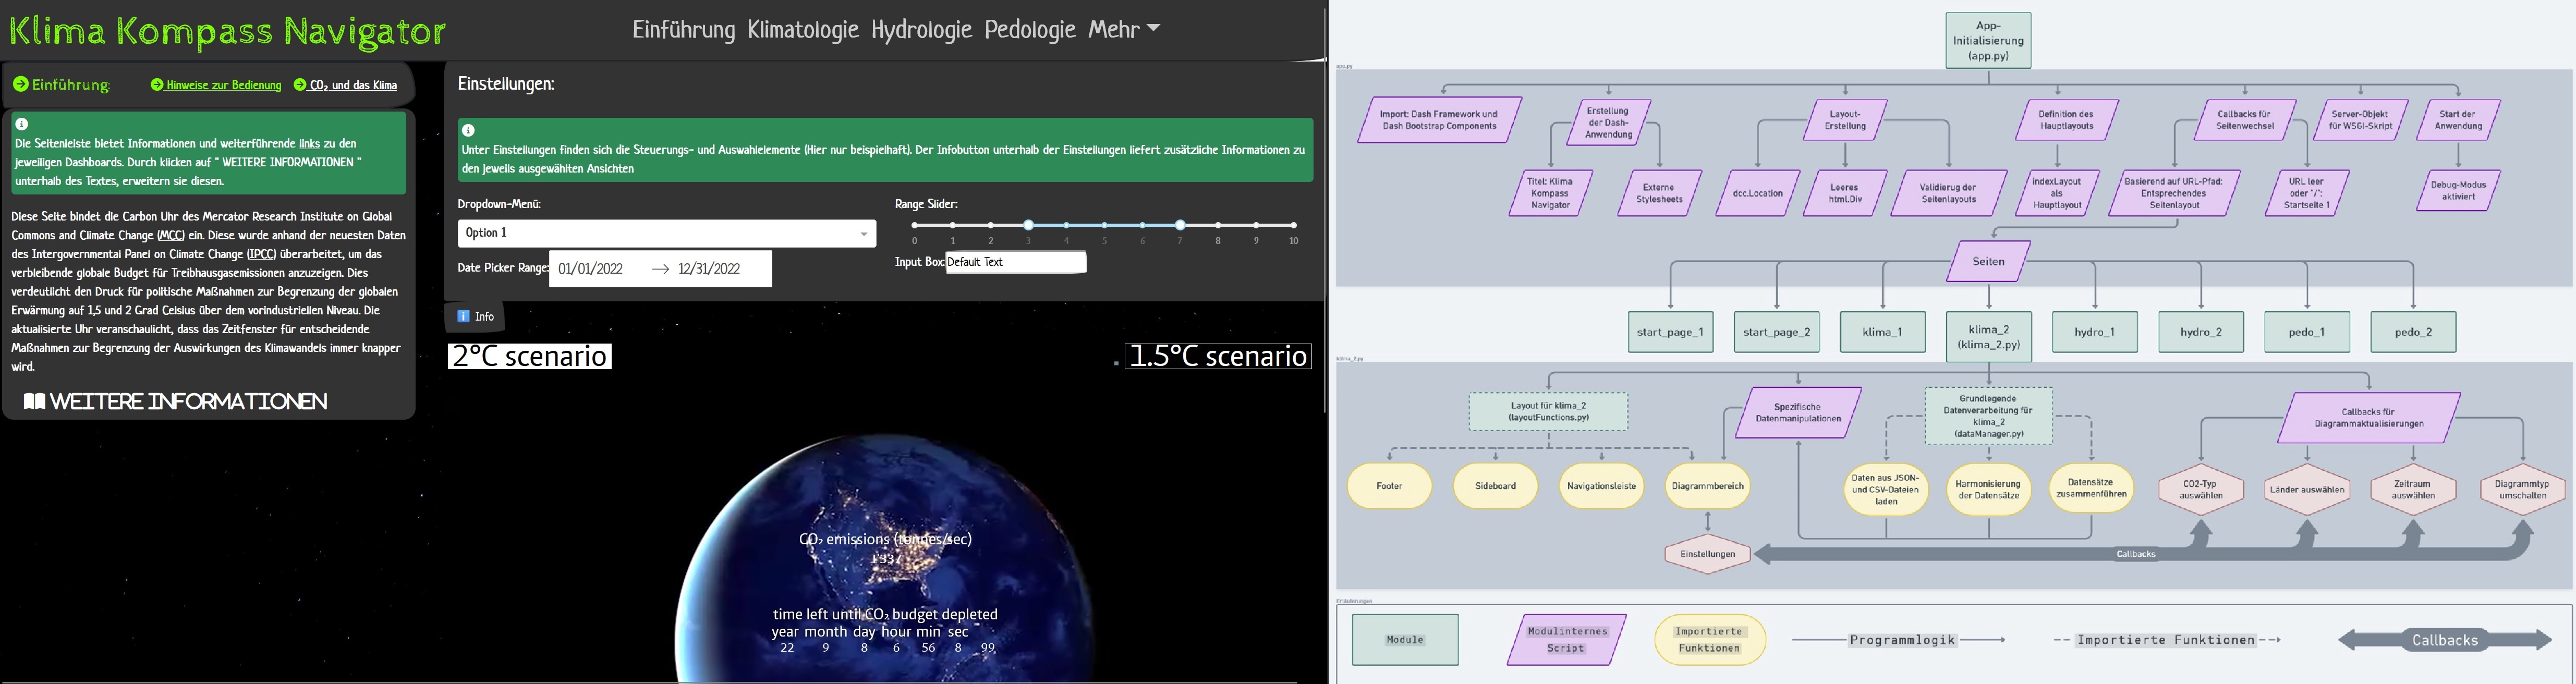 Klima Kompass Navigator
Einführung Klimatologie Hydrologie Pedologie Mehr
Einführung: Hinweise zur Bedienung CO₂ und das Klima
Die Seitenleiste bietet Informationen und weiterführende links zu den
jeweiligen Dashboards. Durch klicken auf " WEITERE INFORMATIONEN "
unterhalb des Textes, erweitern sie diesen.
Diese Seite bindet die Carbon Uhr des Mercator Research Institute on Global
Commons and Climate Change (MCC) ein. Diese wurde anhand der neuesten Daten
des Intergovernmental Panel on Climate Change (IPCC) überarbeitet, um das
verbleibende globale Budget für Treibhausgasemissionen anzuzeigen. Dies
verdeutlicht den Druck für politische Maßnahmen zur Begrenzung der globalen
Erwärmung auf 1,5 und 2 Grad Celsius über dem vorindustriellen Niveau. Die
aktualisierte Uhr veranschaulicht, dass das Zeitfenster für entscheidende
Maßnahmen zur Begrenzung der Auswirkungen des Klimawandels immer knapper
wird.
WEITERE INFORMATIONEN
Einstellungen:
Unter Einstellungen finden sich die Steuerungs- und Auswahlelemente (Hier nur beispielhaft). Der Infobutton unterhalb der Einstellungen liefert zusätzliche Informationen zu
den jeweils ausgewählten Ansichten
Dropdown-Menü:
Option 1
Date Picker Range: 01/01/2022 → 12/31/2022
Range Slider:
0 1 2 3 4 5 6 7 8 9 10
Input Box: Default Text
Info
2°C scenario
1.5°C scenario
CO₂ emissions (tonnes/sec)
1337
time left until CO₂ budget depleted
year month day hour min sec
22 9 8 6 56 8 99
App-
Initialisierung
(app.py)
app.py
Import: Dash Framework und
Dash Bootstrap Components
Erstellung
der Dash-
Anwendung
Layout-
Erstellung
Definition des
Hauptlayouts
Callbacks für
Seitenwechsel
Server-Objekt
für WSGI-Skript
Start der
Anwendung
Titel: Klima
Kompass
Navigator
Externe
Stylesheets
dcc.Location
Leeres
html.Div
Validierug der
Seitenlayouts
indexLayout
als
Hauptlayout
Basierend auf URL-Pfad:
Entsprechendes
Seitenlayout
URL leer
oder "/":
Startseite 1
Debug-Modus
aktiviert
Seiten
start_page_1
start_page_2
klima_1
klima_2
(klima_2.py)
hydro_1
hydro_2
pedo_1
pedo_2
klima_2.py
Layout für klima_2
(layoutFunctions.py)
Spezifische
Datenmanipulationen
Grundlegende
Datenverarbeitung für
klima_2
(dataManager.py)
Callbacks für
Diagrammaktualisierungen
Footer
Sideboard
Navigationsleiste
Diagrammbereich
Daten aus JSON-
und CSV-Dateien
laden
Harmonisierung
der Datensätze
Datensätze
zusammenführen
CO2-Typ
auswählen
Länder auswählen
Zeitraum
auswählen
Diagrammtyp
umschalten
Einstellungen
Callbacks
Erläuterungen
Module
Modulinternes
Script
Importierte
Funktionen
Programmlogik
Importierte Funktionen
Callbacks